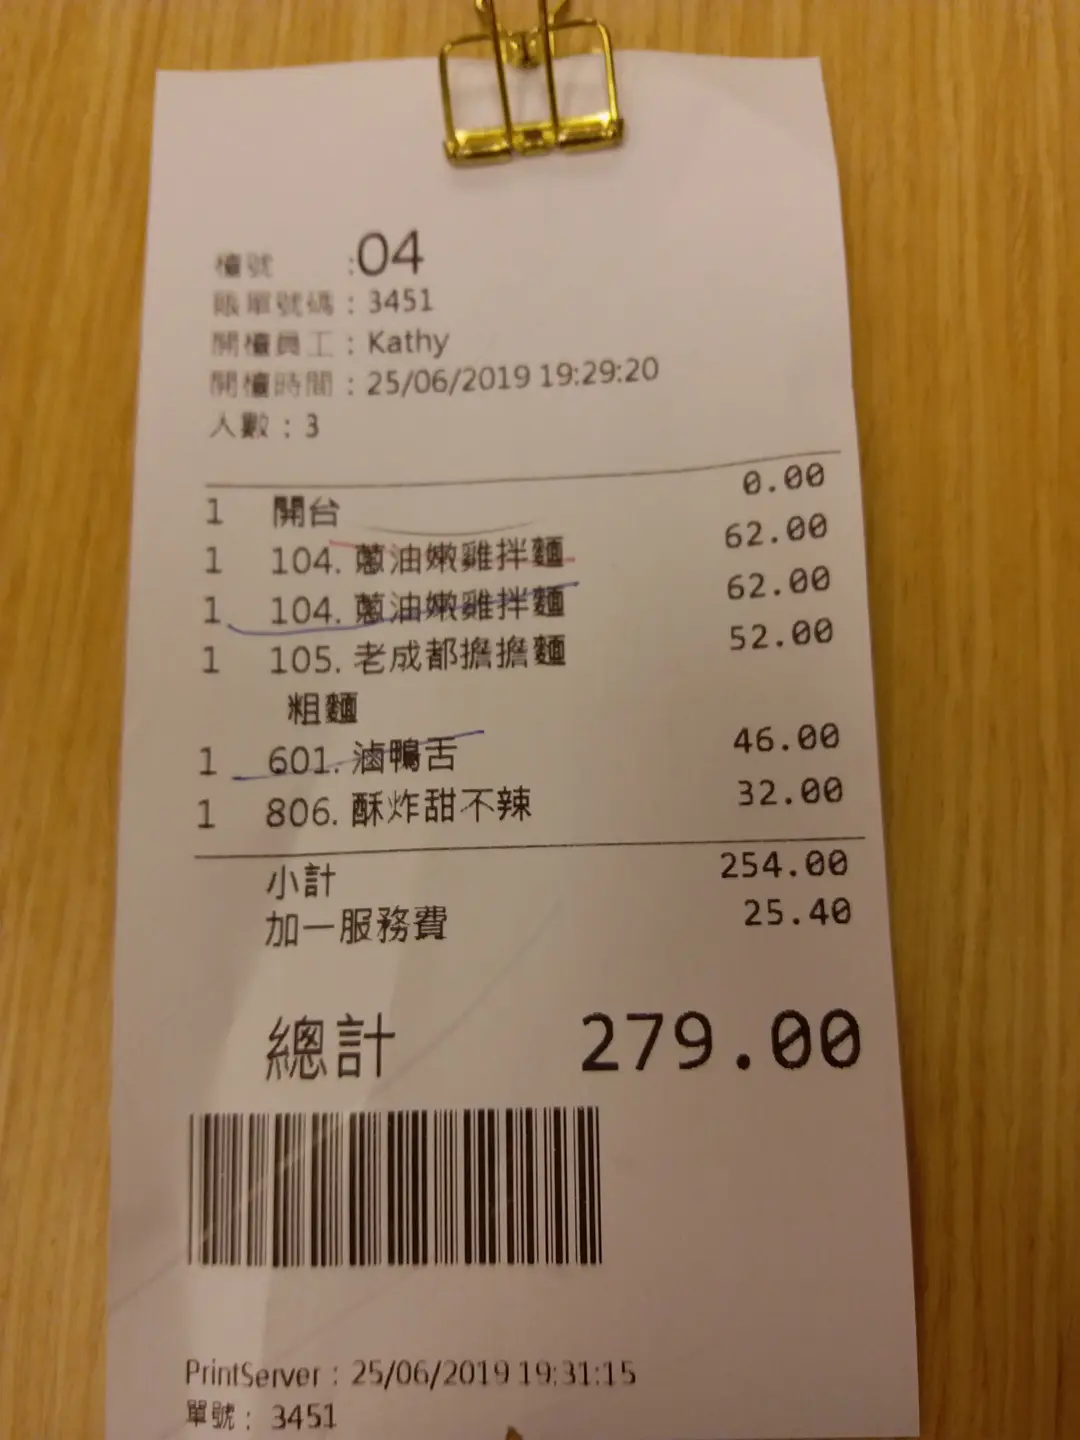 檯號 :04
賬單號碼 : 3451
開檯員工 : Kathy
開檯時間 : 25/06/2019 19:29:20
人數 : 3
1 開台 0.00
1 104. 蔥油嫩雞拌麵 62.00
1 104. 蔥油嫩雞拌麵 62.00
1 105. 老成都擔擔麵 52.00
粗麵
1 601. 滷鴨舌 46.00
1 806. 酥炸甜不辣 32.00
小計 254.00
加一服務費 25.40
總計 279.00
PrintServer : 25/06/2019 19:31:15
單號 : 3451